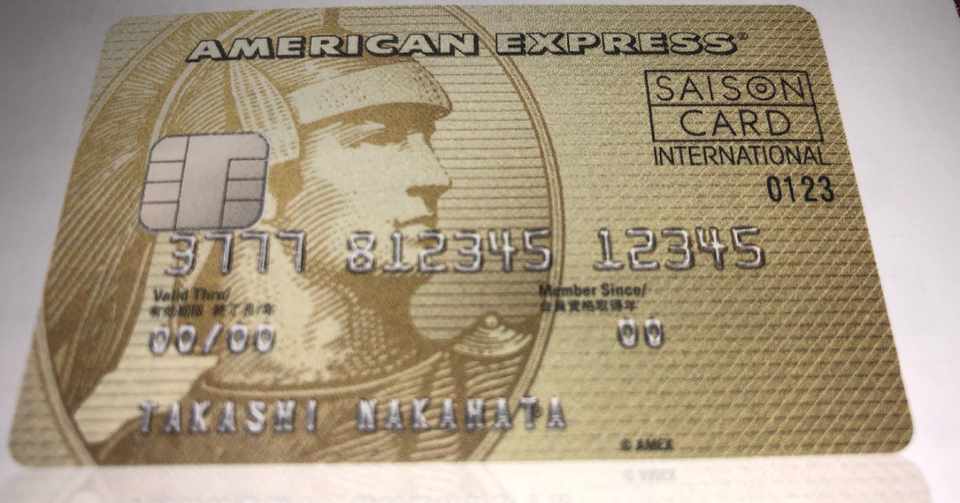 AMERICAN EXPRESS®
SAISON
CARD
INTERNATIONAL
0123
3777 812345 12345
Valid Thru/
有効期限 終了月/年
Member Since/
会員資格取得年
00/00
00
TAKASHI NAKAHATA
© AMEX